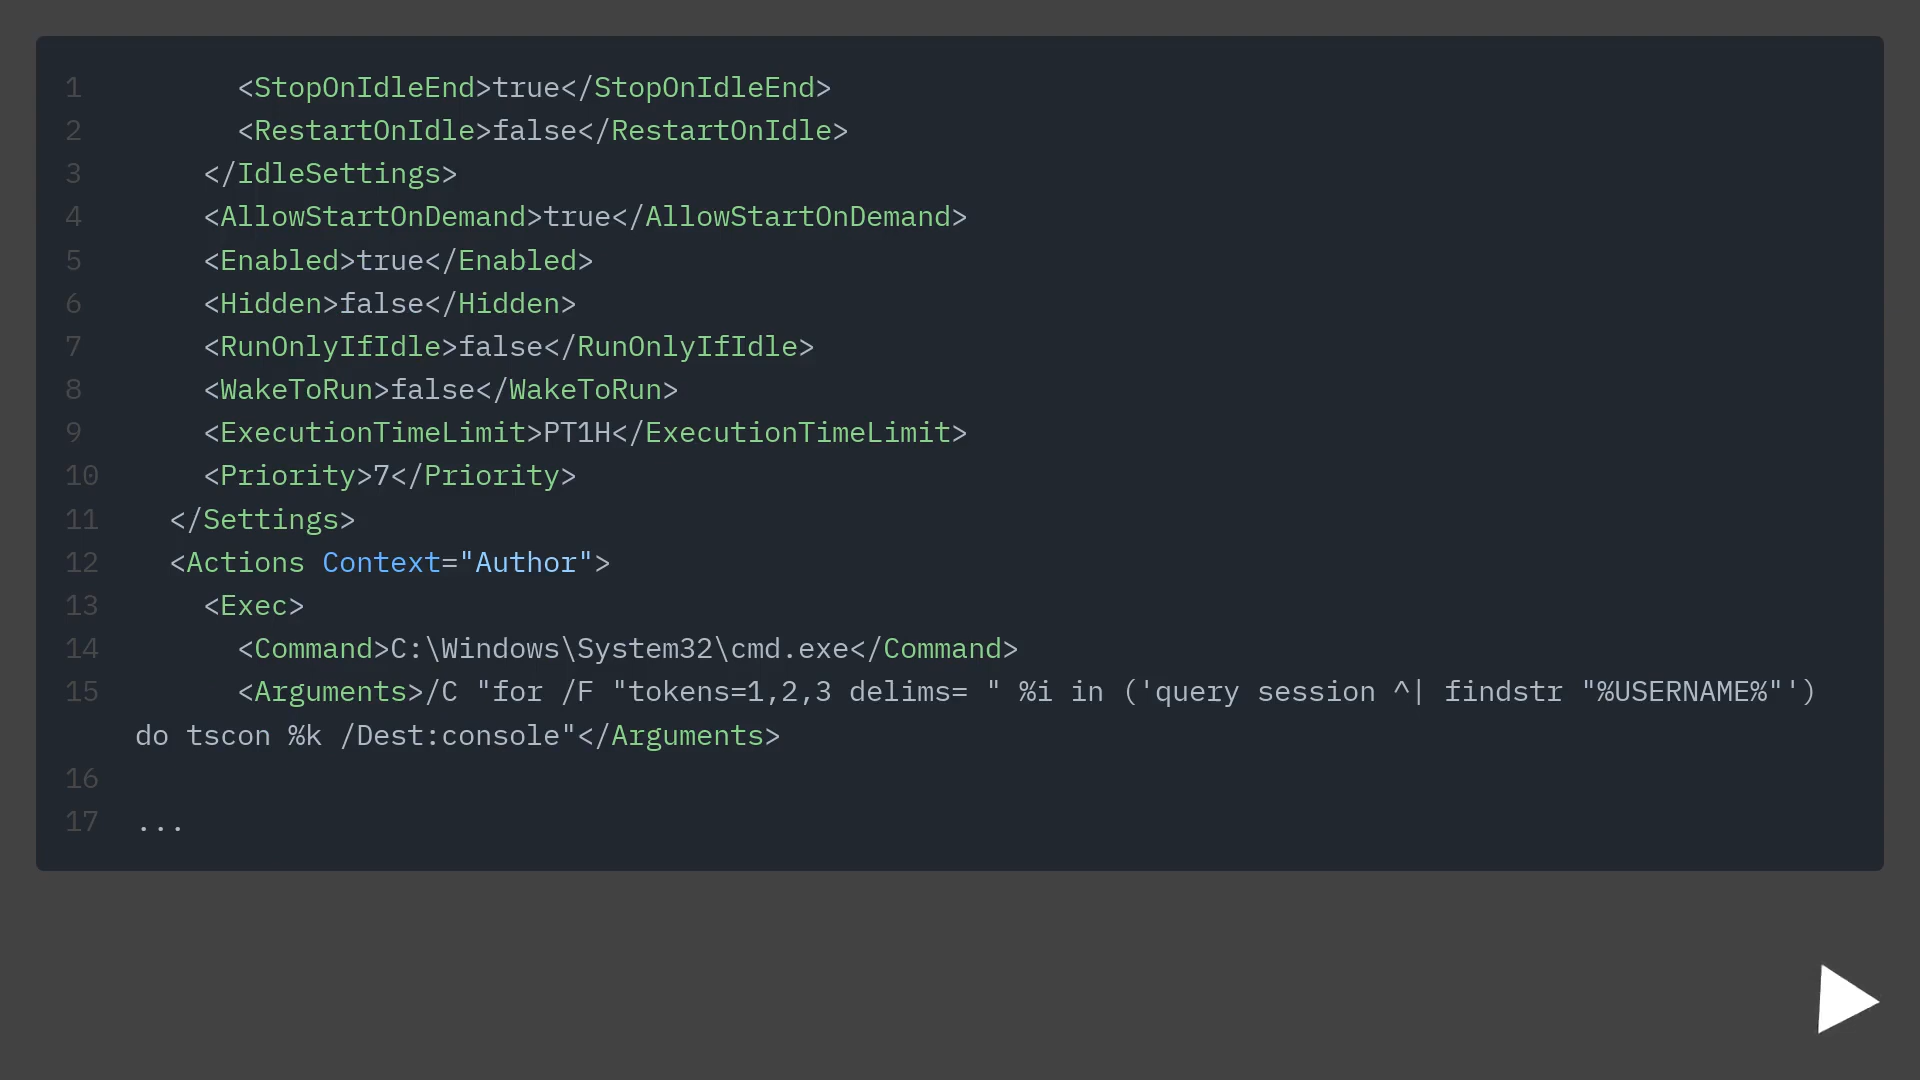 1 <StopOnIdleEnd>true</StopOnIdleEnd>
2 <RestartOnIdle>false</RestartOnIdle>
3 </IdleSettings>
4 <AllowStartOnDemand>true</AllowStartOnDemand>
5 <Enabled>true</Enabled>
6 <Hidden>false</Hidden>
7 <RunOnlyIfIdle>false</RunOnlyIfIdle>
8 <WakeToRun>false</WakeToRun>
9 <ExecutionTimeLimit>PT1H</ExecutionTimeLimit>
10 <Priority>7</Priority>
11 </Settings>
12 <Actions Context="Author">
13 <Exec>
14 <Command>C:\Windows\System32\cmd.exe</Command>
15 <Arguments>/C "for /F "tokens=1,2,3 delims= " %i in ('query session ^| findstr "%USERNAME%"')
do tscon %k /Dest:console"</Arguments>
16
17 ...